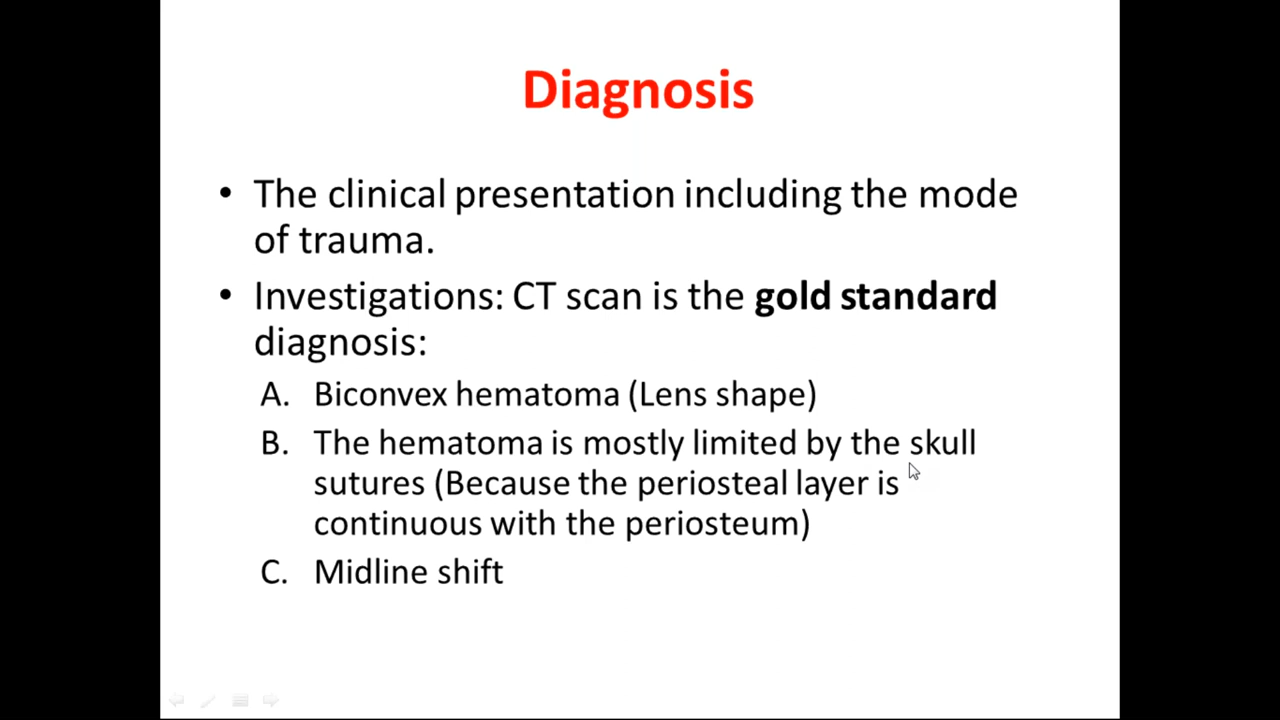 Diagnosis
• The clinical presentation including the mode
of trauma.
• Investigations: CT scan is the gold standard
diagnosis:
A. Biconvex hematoma (Lens shape)
B. The hematoma is mostly limited by the skull
sutures (Because the periosteal layer is
continuous with the periosteum)
C. Midline shift